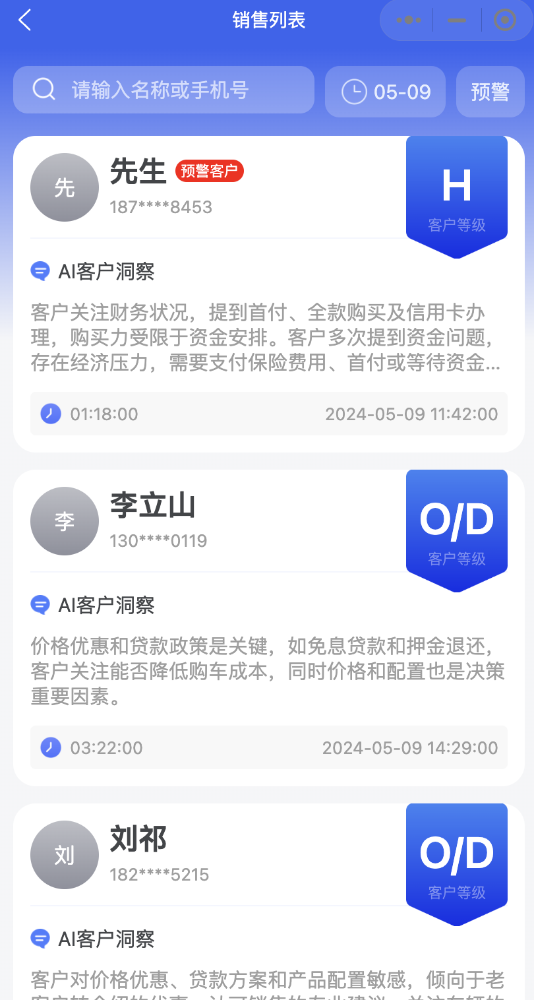 销售列表
请输入名称或手机号
05-09
预警
先
先生
预警客户
187****8453
H
客户等级
AI客户洞察
客户关注财务状况，提到首付、全款购买及信用卡办
理，购买力受限于资金安排。客户多次提到资金问题，
存在经济压力，需要支付保险费用、首付或等待资金...
01:18:00
2024-05-09 11:42:00
李
李立山
130****0119
O/D
客户等级
AI客户洞察
价格优惠和贷款政策是关键，如免息贷款和押金退还，
客户关注能否降低购车成本，同时价格和配置也是决策
重要因素。
03:22:00
2024-05-09 14:29:00
刘
刘祁
182****5215
O/D
客户等级
AI客户洞察
客户对价格优惠、贷款方案和产品配置敏感，倾向于老